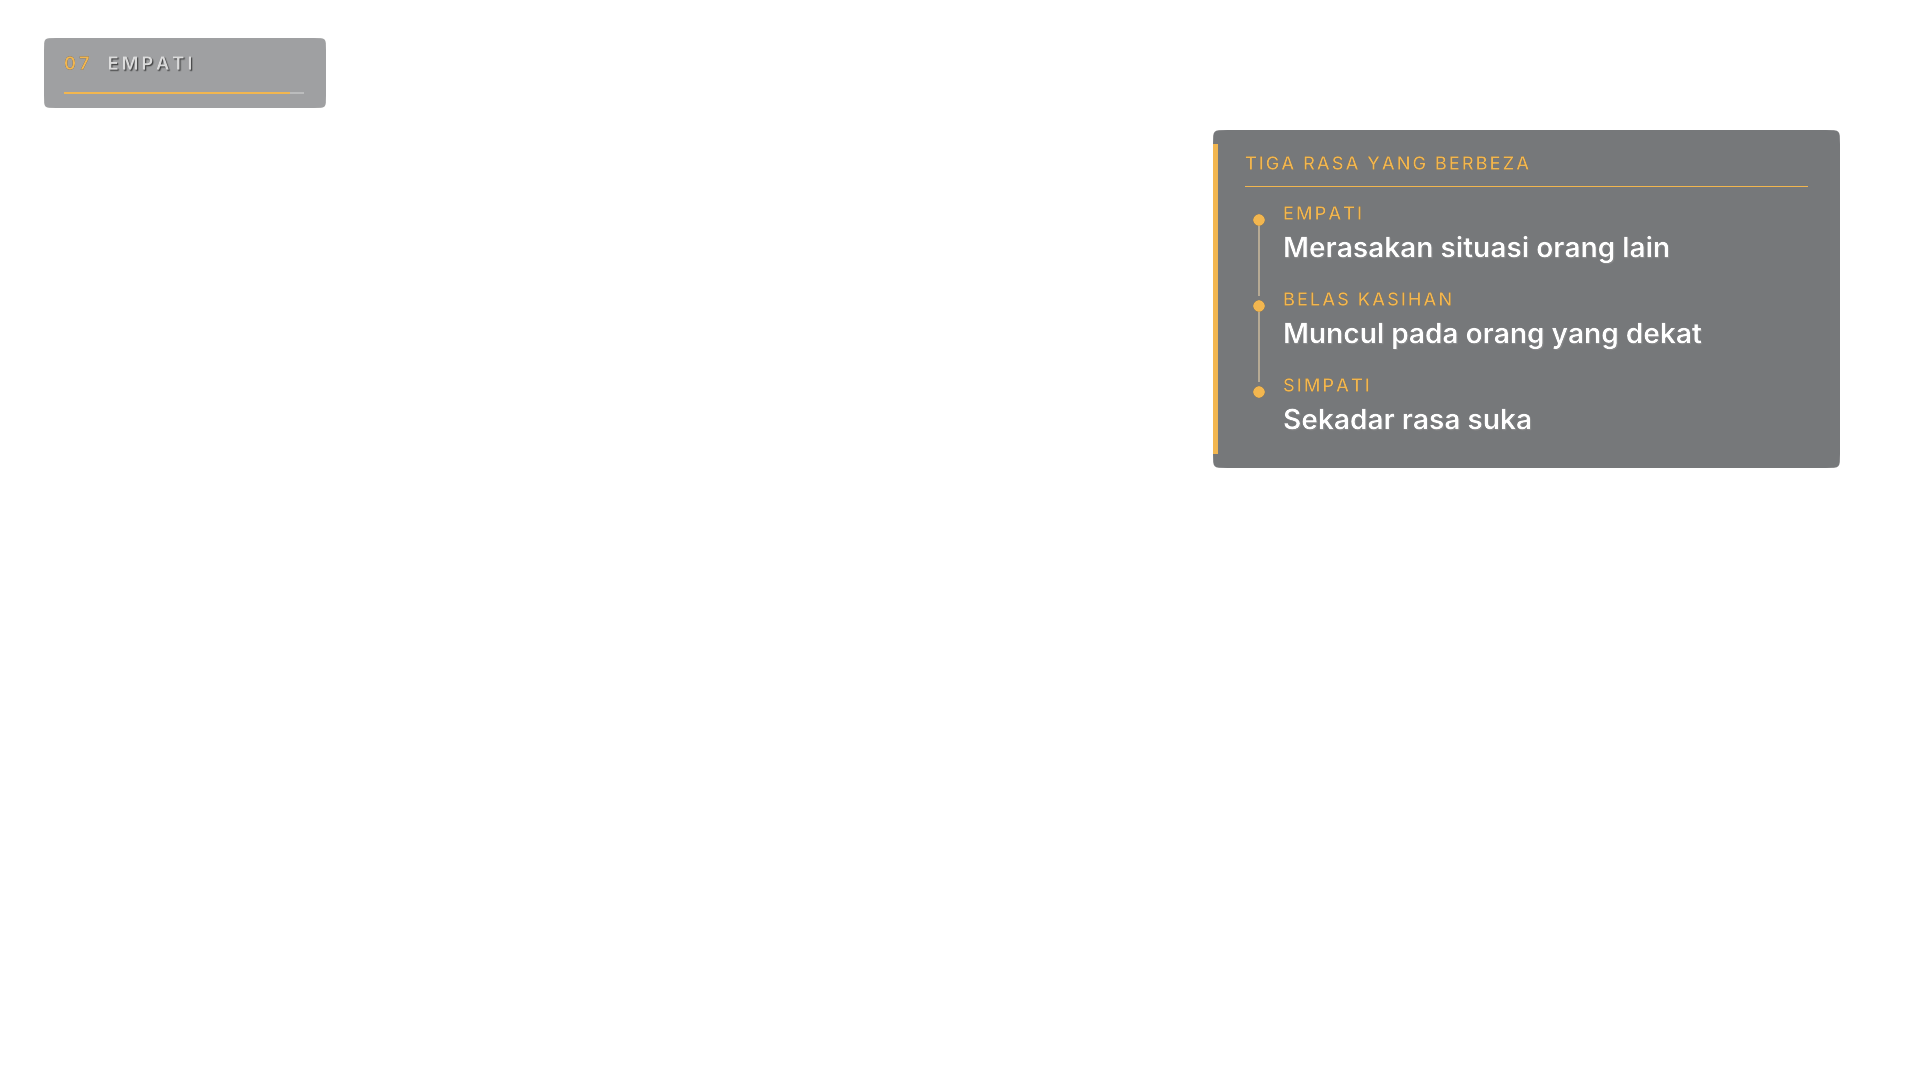 07 EMPATI
TIGA RASA YANG BERBEZA
EMPATI
Merasakan situasi orang lain
BELAS KASIHAN
Muncul pada orang yang dekat
SIMPATI
Sekadar rasa suka